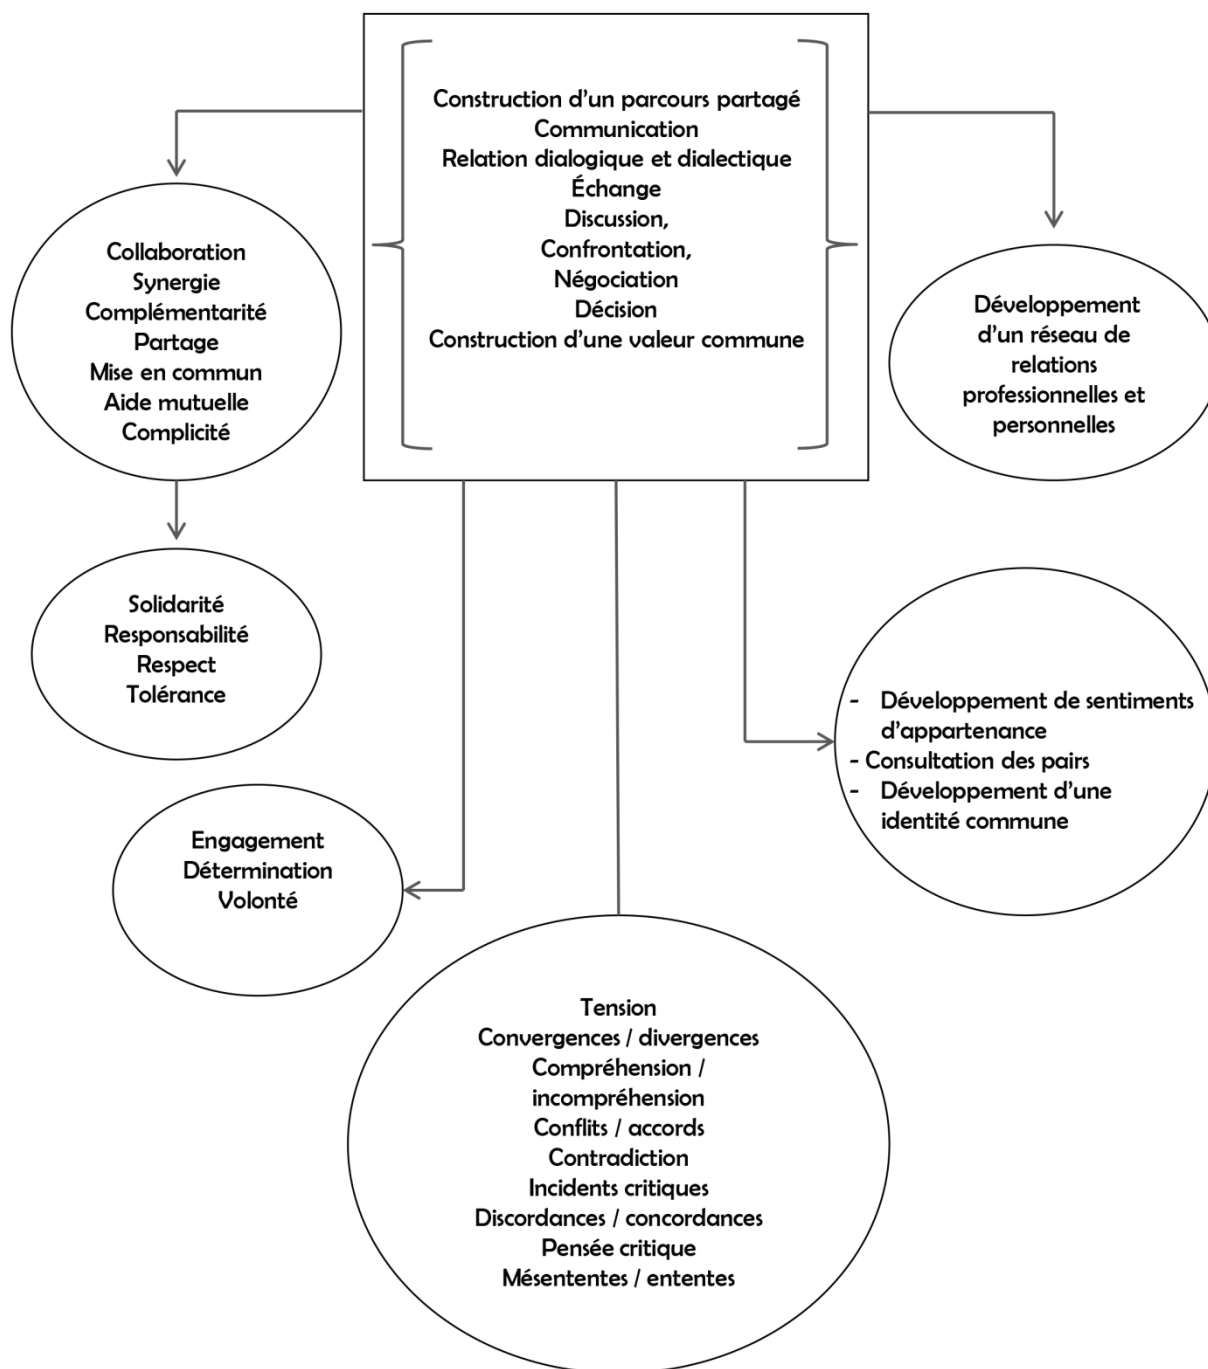 Construction d'un parcours partagé
Communication
Relation dialogique et dialectique
Échange
Discussion,
Confrontation,
Négociation
Décision
Construction d'une valeur commune
Collaboration
Synergie
Complémentarité
Partage
Mise en commun
Aide mutuelle
Complicité
Développement
d'un réseau de
relations
professionnelles et
personnelles
Solidarité
Responsabilité
Respect
Tolérance
- Développement de sentiments
d'appartenance
- Consultation des pairs
- Développement d'une
identité commune
Engagement
Détermination
Volonté
Tension
Convergences / divergences
Compréhension /
incompréhension
Conflits / accords
Contradiction
Incidents critiques
Discordances / concordances
Pensée critique
Mésententes / ententes